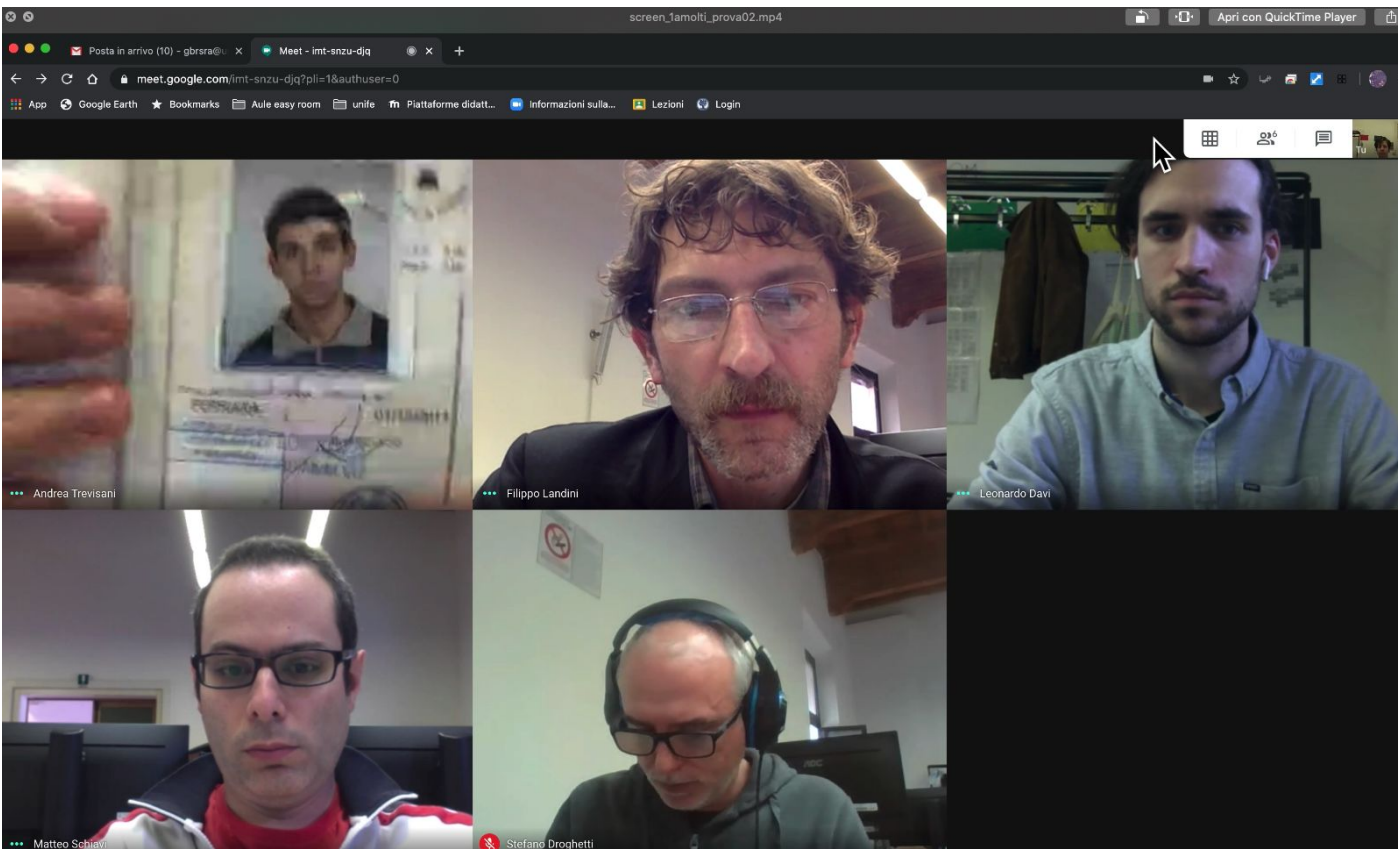 screen_1amolti_prova02.mp4
Apri con QuickTime Player
Posta in arrivo (10) - gbrsra@u
Meet - imt-snzu-djq
meet.google.com/imt-snzu-djq?pli=1&authuser=0
App Google Earth Bookmarks Aule easy room unife Piattaforme didatt... Informazioni sulla... Lezioni Login
6
Tu
FERRARA
Andrea Trevisani
Filippo Landini
Leonardo Davi
AOC
Matteo Schiavi
Stefano Droghetti